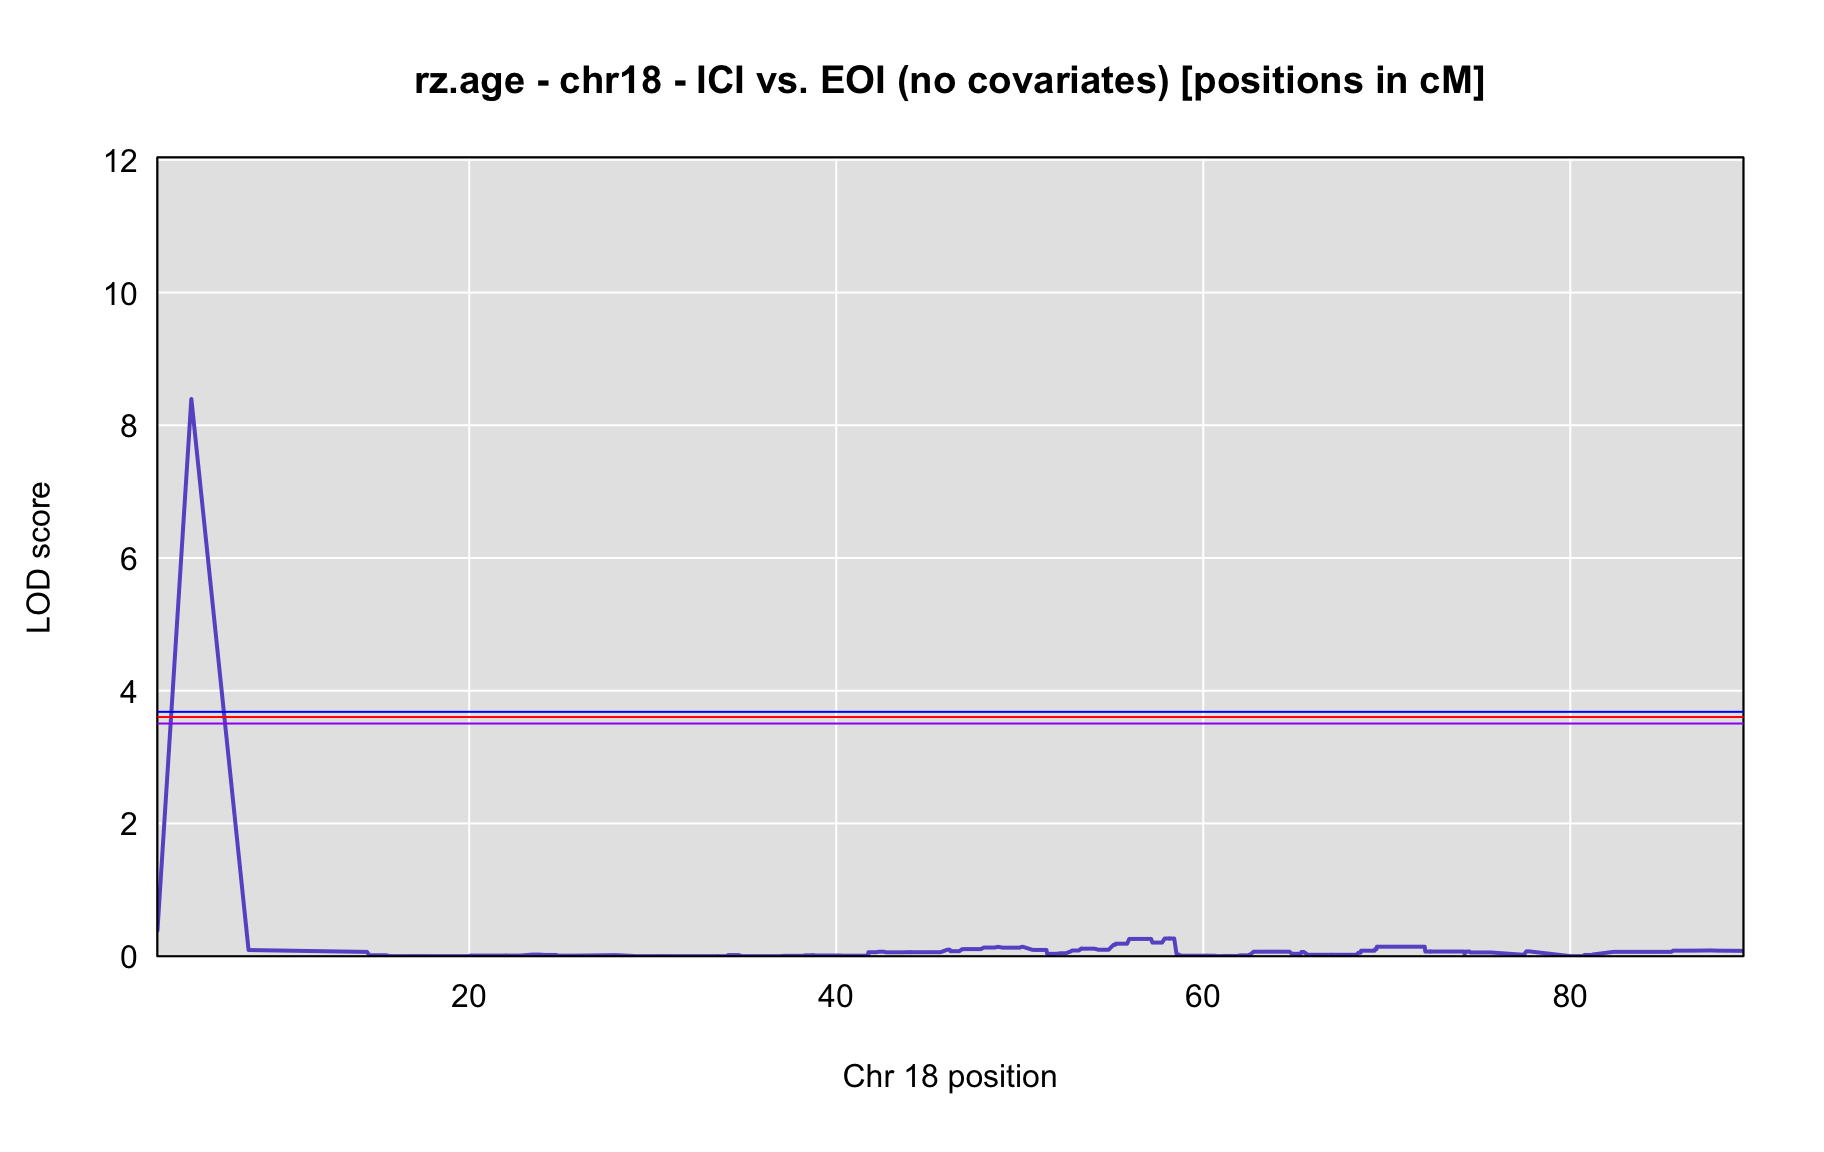 rz.age - chr18 - ICI vs. EOI (no covariates) [positions in cM]
12
10
8
6
4
2
0
LOD score
20 40 60 80
Chr 18 position